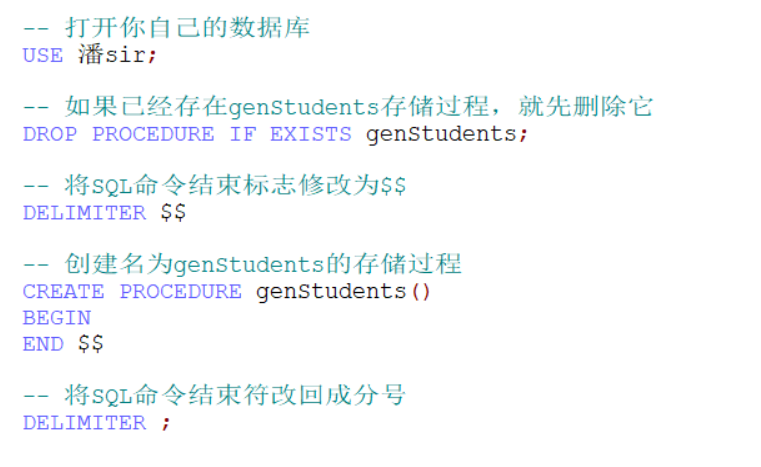 -- 打开你自己的数据库
USE 潘sir;
-- 如果已经存在genStudents存储过程，就先删除它
DROP PROCEDURE IF EXISTS genStudents;
-- 将SQL命令结束标志修改为$$
DELIMITER $$
-- 创建名为genStudents的存储过程
CREATE PROCEDURE genStudents()
BEGIN
END $$
-- 将SQL命令结束符改回成分号
DELIMITER ;